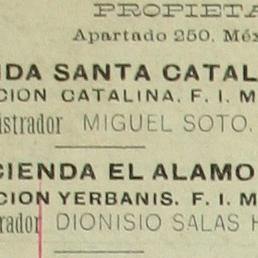 PROPIETA
Apartado 250, Méx
NDA SANTA CATAL
CION CATALINA. F. I. M
istrador MIGUEL SOTO.
CIENDA EL ALAMO
CION YERBANIS. F. I. M
rador DIONISIO SALAS H